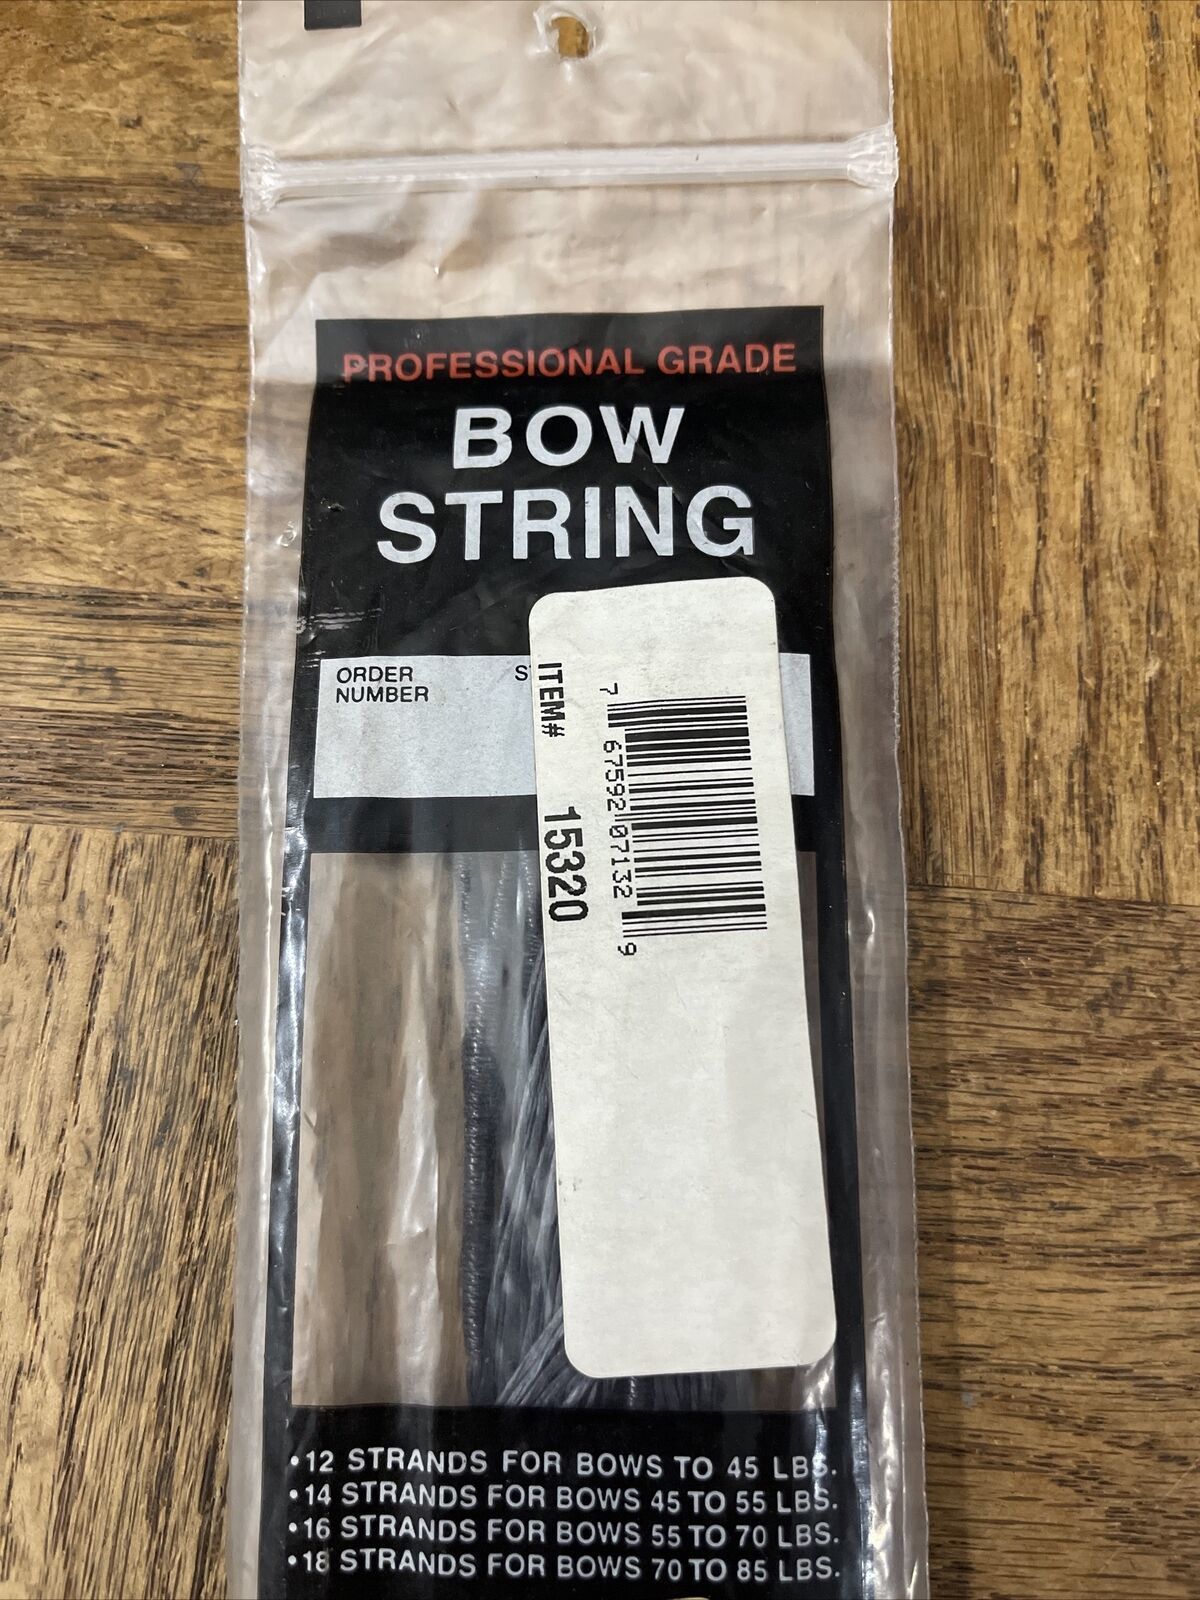 PROFESSIONAL GRADE
BOW
STRING
ORDER
NUMBER
ITEM# 15320
7 67592 07132 9
•12 STRANDS FOR BOWS TO 45 LBS.
•14 STRANDS FOR BOWS 45 TO 55 LBS.
•16 STRANDS FOR BOWS 55 TO 70 LBS.
•18 STRANDS FOR BOWS 70 TO 85 LBS.